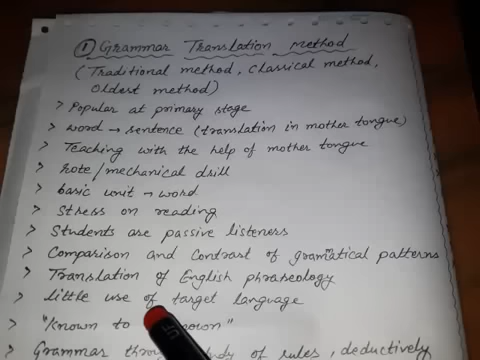 ① Grammar Translation Method
(Traditional method, Classical method,
Oldest method)
> Popular at primary stage
> word → sentence (translation in mother tongue)
> Teaching with the help of mother tongue
> Rote/mechanical drill
> basic unit → word
> Stress on reading
> Students are passive listeners
> Comparison and Contrast of gramatical patterns
> Translation of English phraseology
> little use of target language
> "Known to
> Grammar of rules, deductively
UF